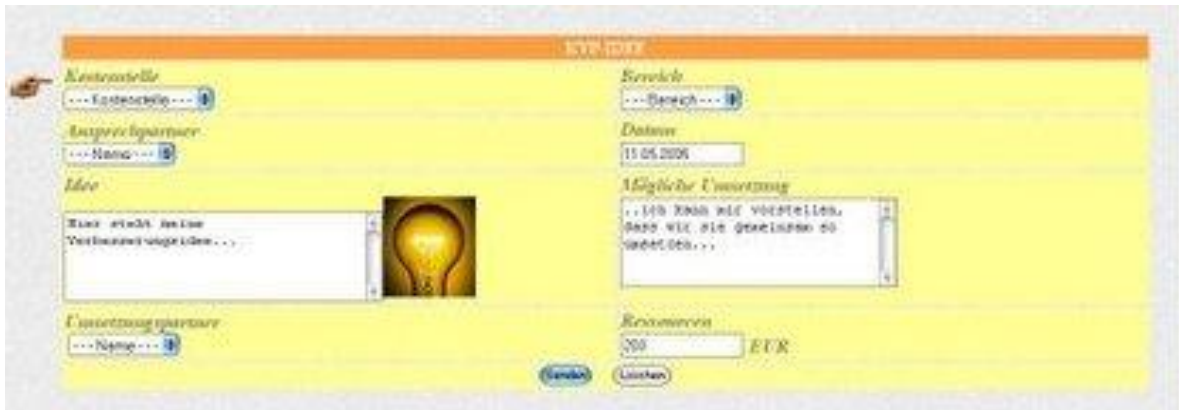 KVP-IDEE
Kostenstelle
Bereich
---Kostenstelle---
---Bereich---
Ansprechpartner
Datum
---Name---
11.05.2006
Idee
Mögliche Umsetzung
Hier steht meine
Verbesserungsidee...
..ich kann mir vorstellen,
dass wir sie gemeinsam so
umsetzen...
Umsetzungspartner
Ressourcen
---Name---
200
EUR
Senden
Löschen